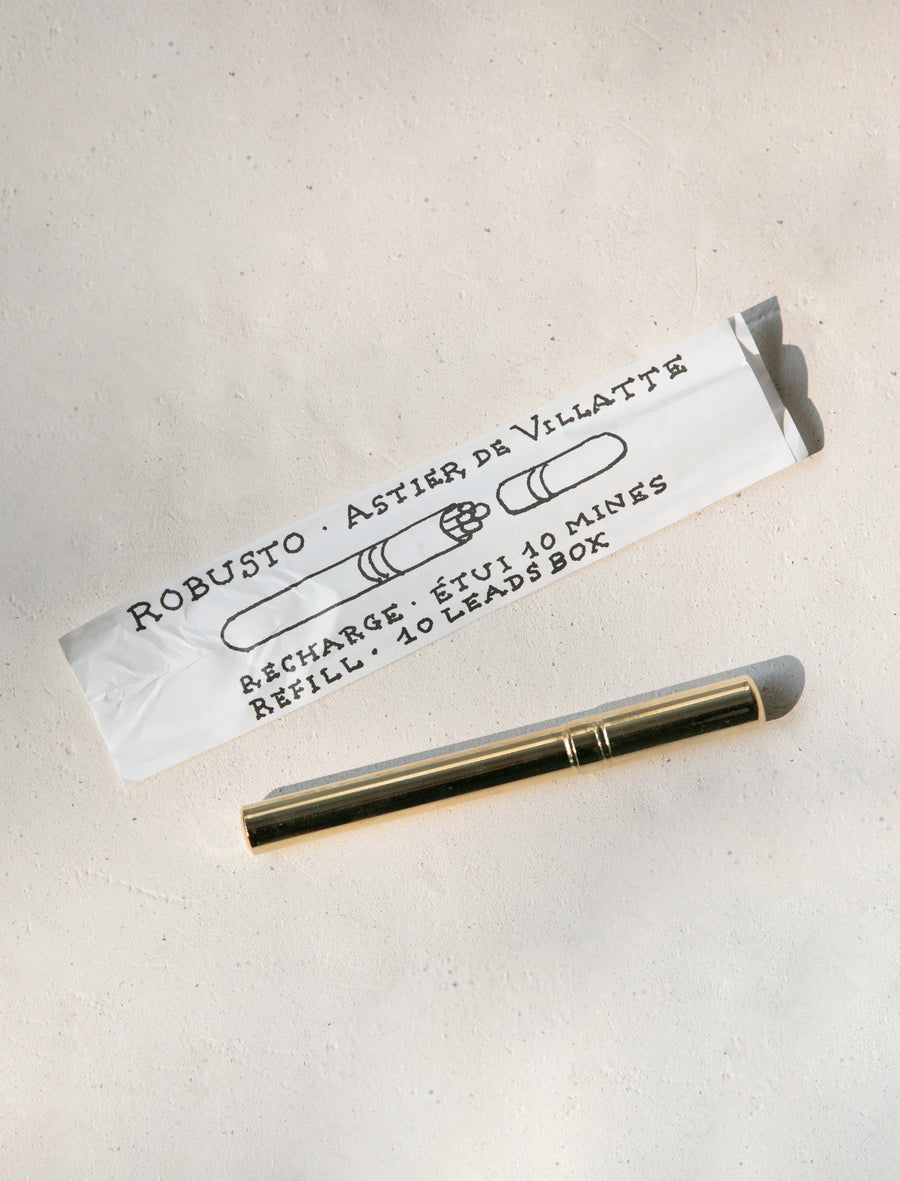 ROBUSTO · ASTIER DE VILLATTE
RECHARGE · ÉTUI 10 MINES
REFILL · 10 LEADS BOX